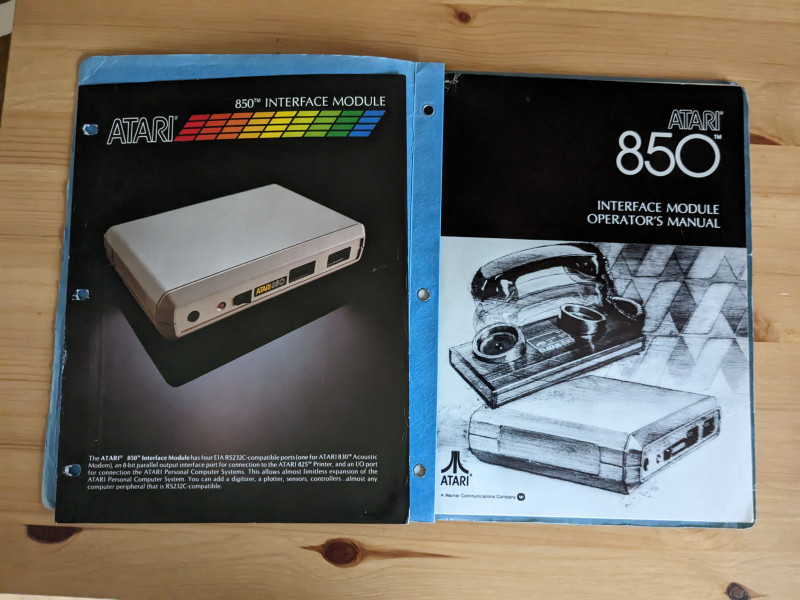 850™ INTERFACE MODULE
ATARI®
ATARI 850
The ATARI® 850™ Interface Module has four EIA RS232C-compatible ports (one for ATARI 830™ Acoustic
Modem), an 8-bit parallel output interface port for connection to the ATARI 825™ Printer, and an I/O port
for connection the ATARI Personal Computer Systems. This allows almost limitless expansion of the
ATARI Personal Computer System. You can add a digitizer, a plotter, sensors, controllers...almost any
computer peripheral that is RS232C-compatible.
ATARI®
850™
INTERFACE MODULE
OPERATOR'S MANUAL
ATARI®
A Warner Communications Company